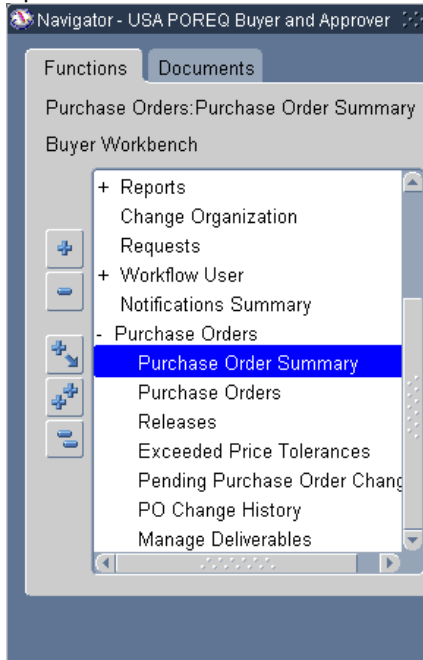 Navigator - USA POREQ Buyer and Approver
Functions Documents
Purchase Orders:Purchase Order Summary
Buyer Workbench
+ Reports
Change Organization
Requests
+ Workflow User
Notifications Summary
- Purchase Orders
Purchase Order Summary
Purchase Orders
Releases
Exceeded Price Tolerances
Pending Purchase Order Chang
PO Change History
Manage Deliverables